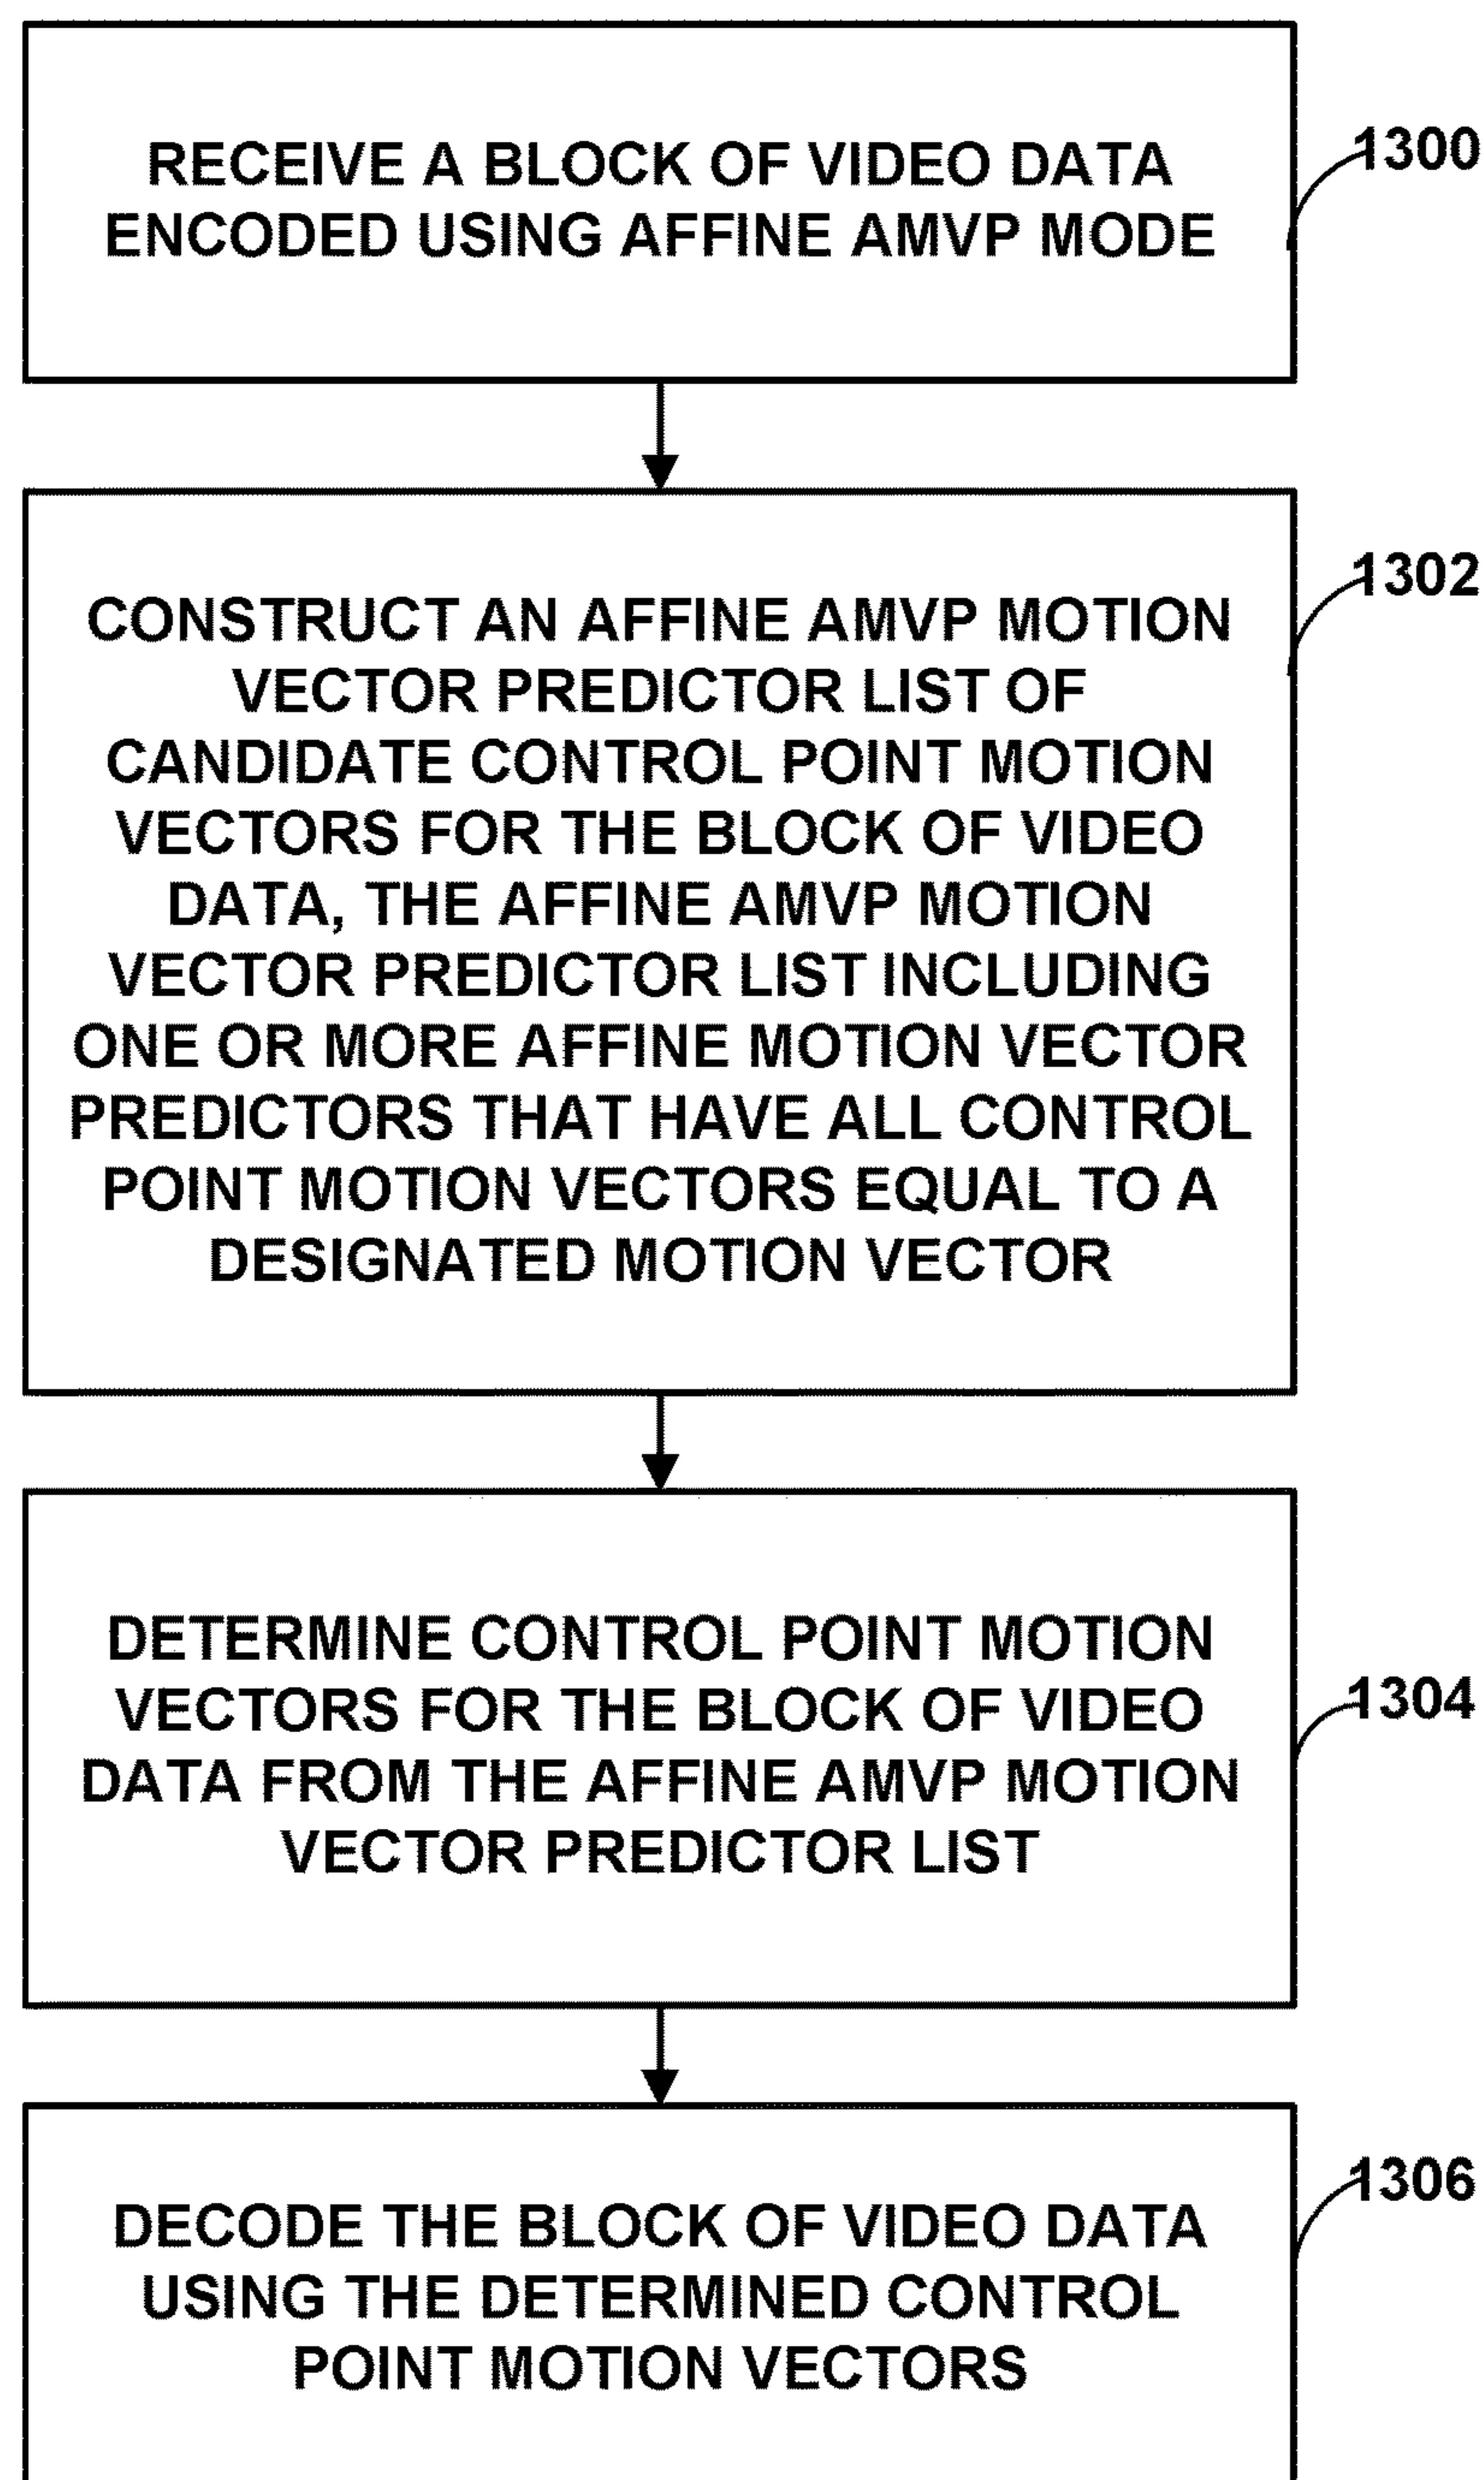 RECEIVE A BLOCK OF VIDEO DATA
ENCODED USING AFFINE AMVP MODE
1300
CONSTRUCT AN AFFINE AMVP MOTION
VECTOR PREDICTOR LIST OF
CANDIDATE CONTROL POINT MOTION
VECTORS FOR THE BLOCK OF VIDEO
DATA, THE AFFINE AMVP MOTION
VECTOR PREDICTOR LIST INCLUDING
ONE OR MORE AFFINE MOTION VECTOR
PREDICTORS THAT HAVE ALL CONTROL
POINT MOTION VECTORS EQUAL TO A
DESIGNATED MOTION VECTOR
1302
DETERMINE CONTROL POINT MOTION
VECTORS FOR THE BLOCK OF VIDEO
DATA FROM THE AFFINE AMVP MOTION
VECTOR PREDICTOR LIST
1304
DECODE THE BLOCK OF VIDEO DATA
USING THE DETERMINED CONTROL
POINT MOTION VECTORS
1306